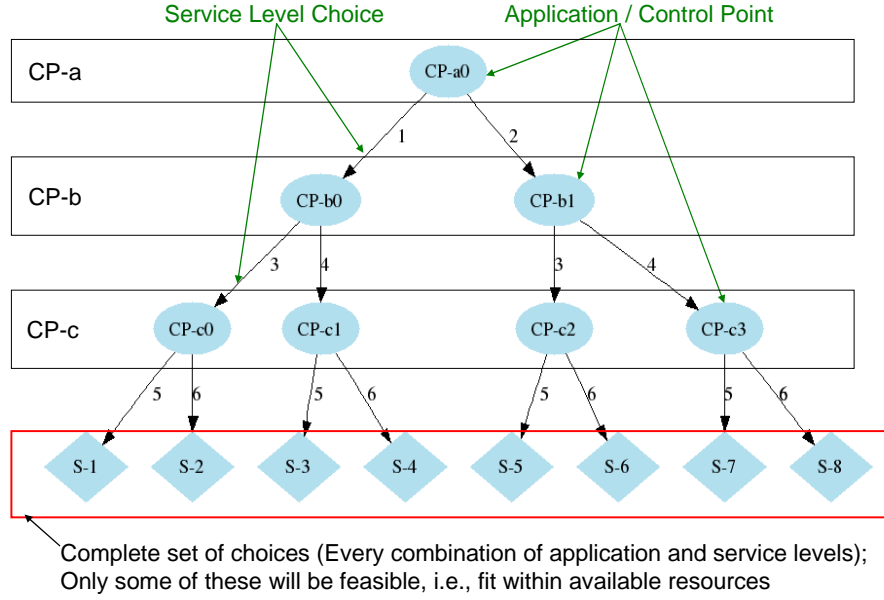 Service Level Choice
Application / Control Point
CP-a
CP-a0
1
2
CP-b
CP-b0
CP-b1
3
4
3
4
CP-c
CP-c0
CP-c1
CP-c2
CP-c3
5
6
5
6
5
6
5
6
S-1
S-2
S-3
S-4
S-5
S-6
S-7
S-8
Complete set of choices (Every combination of application and service levels);
Only some of these will be feasible, i.e., fit within available resources